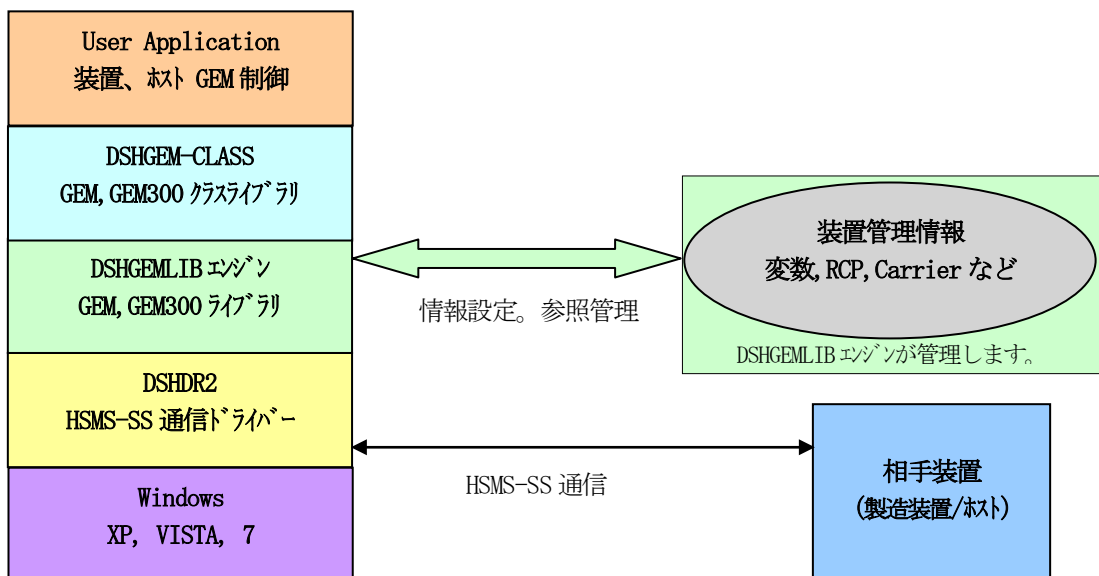 User Application
装置、ﾎｽﾄ GEM 制御
DSHGEM-CLASS
GEM,GEM300 ｸﾗｽﾗｲﾌﾞﾗﾘ
DSHGEMLIB ｴﾝｼﾞﾝ
GEM,GEM300 ﾗｲﾌﾞﾗﾘ
情報設定。参照管理
装置管理情報
変数,RCP,Carrier など
DSHGEMLIB ｴﾝｼﾞﾝが管理します。
DSHDR2
HSMS-SS 通信ﾄﾞﾗｲﾊﾞｰ
HSMS-SS 通信
相手装置
(製造装置/ﾎｽﾄ)
Windows
XP, VISTA, 7